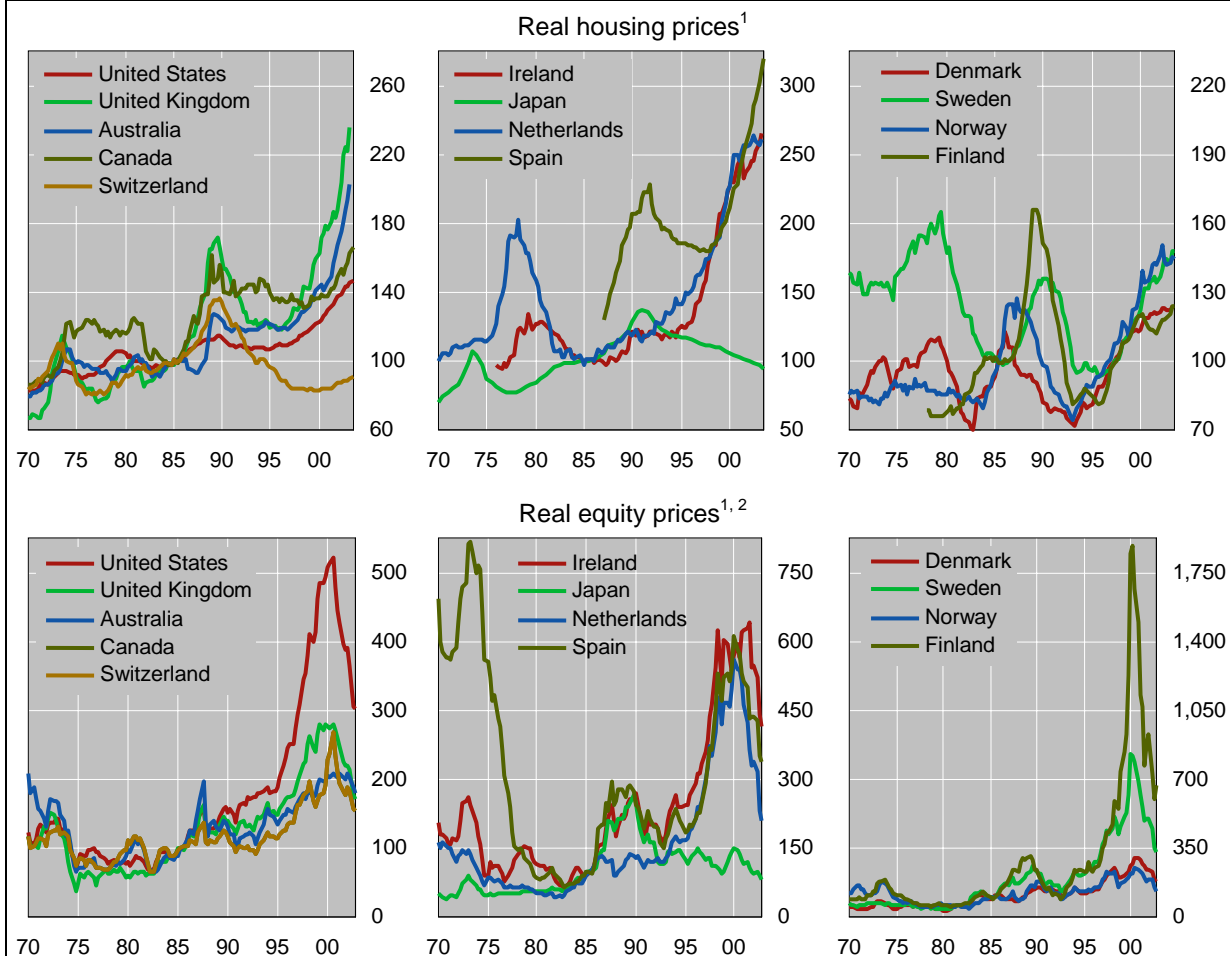 Real housing prices¹
United States
United Kingdom
Australia
Canada
Switzerland
260
220
180
140
100
60
70 75 80 85 90 95 00
Ireland
Japan
Netherlands
Spain
300
250
200
150
100
50
70 75 80 85 90 95 00
Denmark
Sweden
Norway
Finland
220
190
160
130
100
70
70 75 80 85 90 95 00
Real equity prices¹˒ ²
United States
United Kingdom
Australia
Canada
Switzerland
500
400
300
200
100
0
70 75 80 85 90 95 00
Ireland
Japan
Netherlands
Spain
750
600
450
300
150
0
70 75 80 85 90 95 00
Denmark
Sweden
Norway
Finland
1,750
1,400
1,050
700
350
0
70 75 80 85 90 95 00